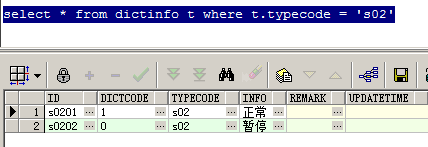 select * from dictinfo t where t.typecode = 's02'
ID DICTCODE TYPECODE INFO REMARK UPDATETIME
1 s0201 1 s02 正常
2 s0202 0 s02 暂停